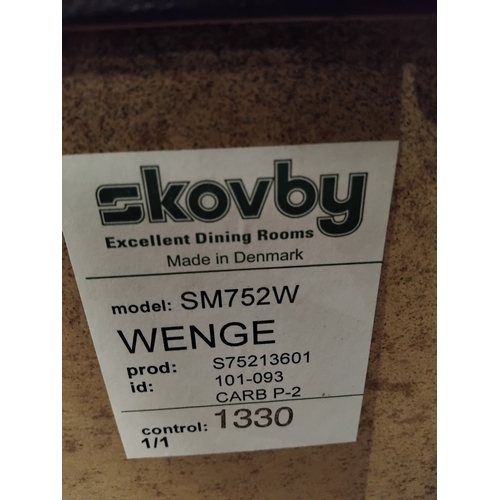 skovby
Excellent Dining Rooms
Made in Denmark
model: SM752W
WENGE
prod: S75213601
id: 101-093
CARB P-2
control: 1330
1/1